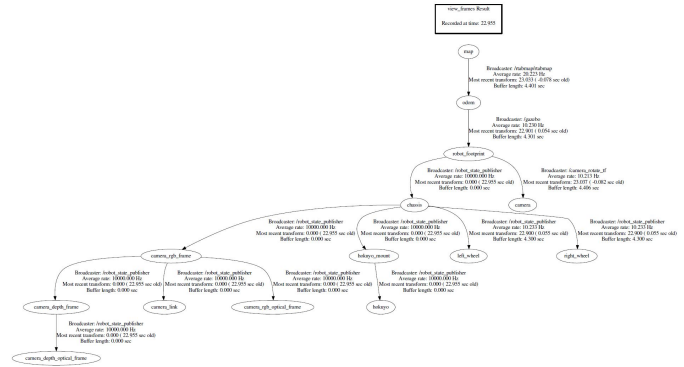 view_frames Result
Recorded at time: 22.955
map
Broadcaster: /rtabmap/rtabmap
Average rate: 20.223 Hz
Most recent transform: 23.033 ( -0.078 sec old)
Buffer length: 4.401 sec
odom
Broadcaster: /gazebo
Average rate: 10.230 Hz
Most recent transform: 22.901 ( 0.054 sec old)
Buffer length: 4.301 sec
robot_footprint
Broadcaster: /robot_state_publisher
Average rate: 10000.000 Hz
Most recent transform: 0.000 ( 22.955 sec old)
Buffer length: 0.000 sec
Broadcaster: /camera_rotate_tf
Average rate: 10.213 Hz
Most recent transform: 23.037 ( -0.082 sec old)
Buffer length: 4.406 sec
chassis
camera
Broadcaster: /robot_state_publisher
Average rate: 10000.000 Hz
Most recent transform: 0.000 ( 22.955 sec old)
Buffer length: 0.000 sec
Broadcaster: /robot_state_publisher
Average rate: 10000.000 Hz
Most recent transform: 0.000 ( 22.955 sec old)
Buffer length: 0.000 sec
Broadcaster: /robot_state_publisher
Average rate: 10.233 Hz
Most recent transform: 22.900 ( 0.055 sec old)
Buffer length: 4.300 sec
Broadcaster: /robot_state_publisher
Average rate: 10.233 Hz
Most recent transform: 22.900 ( 0.055 sec old)
Buffer length: 4.300 sec
camera_rgb_frame
hokuyo_mount
left_wheel
right_wheel
Broadcaster: /robot_state_publisher
Average rate: 10000.000 Hz
Most recent transform: 0.000 ( 22.955 sec old)
Buffer length: 0.000 sec
Broadcaster: /robot_state_publisher
Average rate: 10000.000 Hz
Most recent transform: 0.000 ( 22.955 sec old)
Buffer length: 0.000 sec
Broadcaster: /robot_state_publisher
Average rate: 10000.000 Hz
Most recent transform: 0.000 ( 22.955 sec old)
Buffer length: 0.000 sec
Broadcaster: /robot_state_publisher
Average rate: 10000.000 Hz
Most recent transform: 0.000 ( 22.955 sec old)
Buffer length: 0.000 sec
camera_depth_frame
camera_link
camera_rgb_optical_frame
hokuyo
Broadcaster: /robot_state_publisher
Average rate: 10000.000 Hz
Most recent transform: 0.000 ( 22.955 sec old)
Buffer length: 0.000 sec
camera_depth_optical_frame